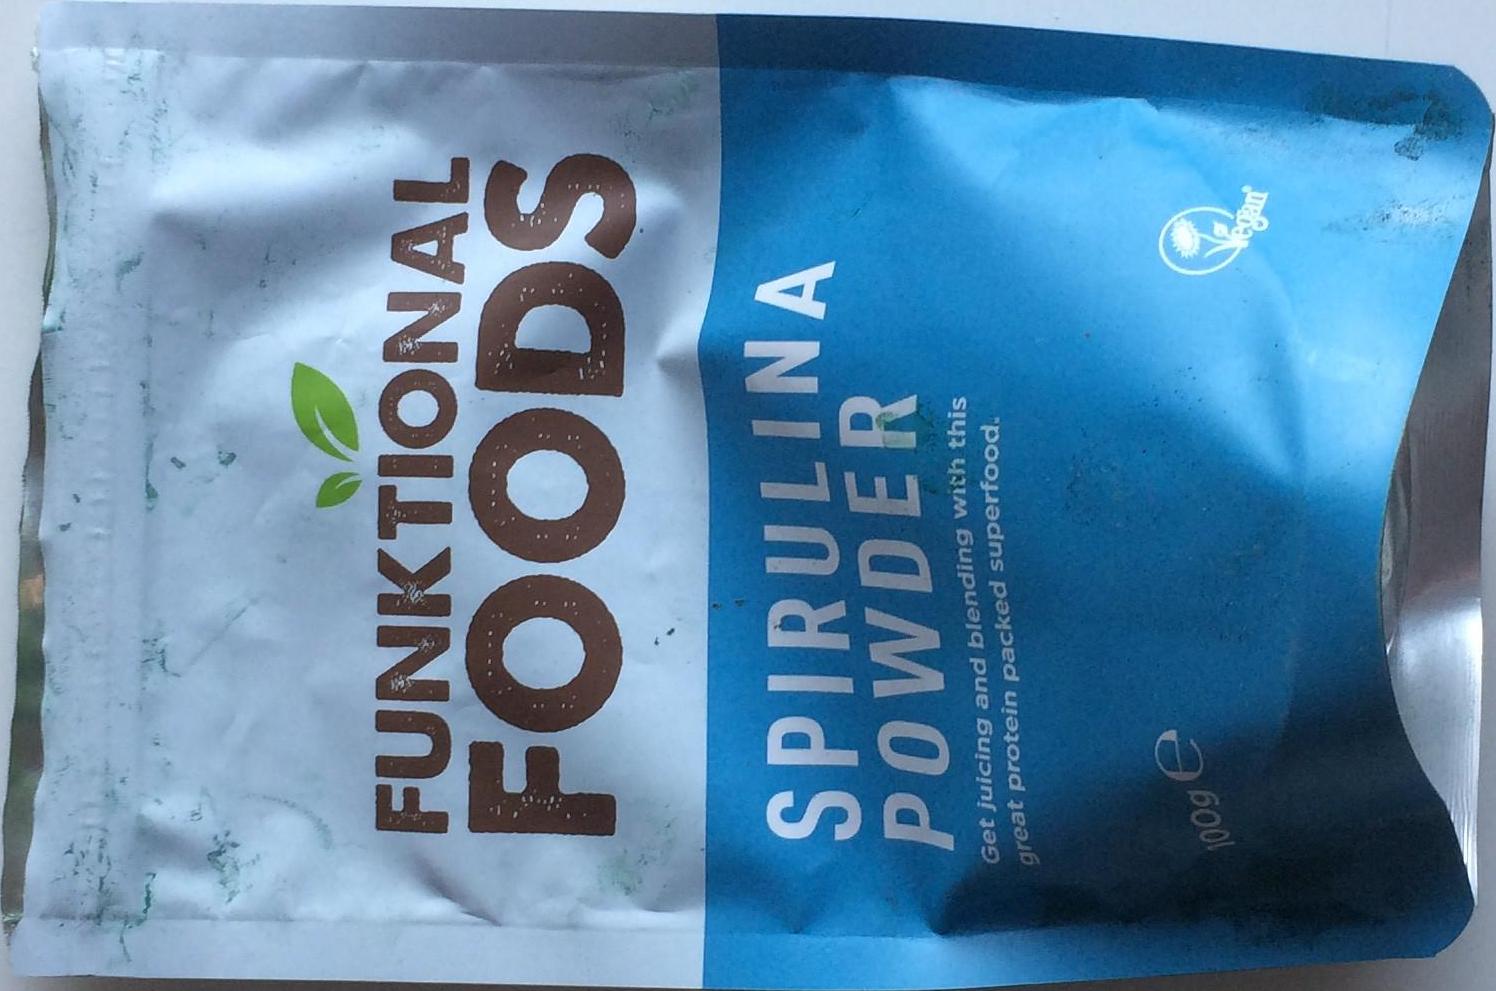 FUNKTIONAL
FOODS
SPIRULINA
POWDER
Get juicing and blending with this
great protein packed superfood.
100g ℮
Vegan®